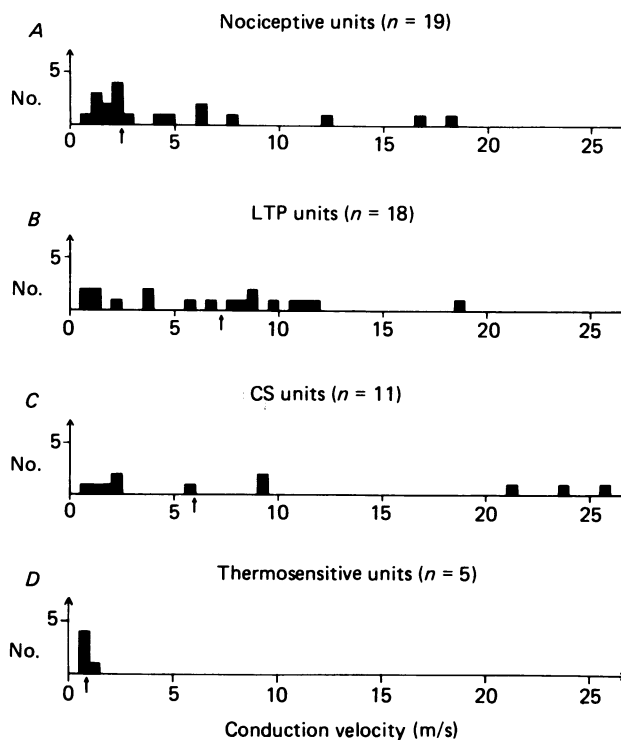 A Nociceptive units (n = 19)
5
No.
0 5 10 15 20 25
B LTP units (n = 18)
5
No.
0 5 10 15 20 25
C CS units (n = 11)
5
No.
0 5 10 15 20 25
D Thermosensitive units (n = 5)
5
No.
0 5 10 15 20 25
Conduction velocity (m/s)